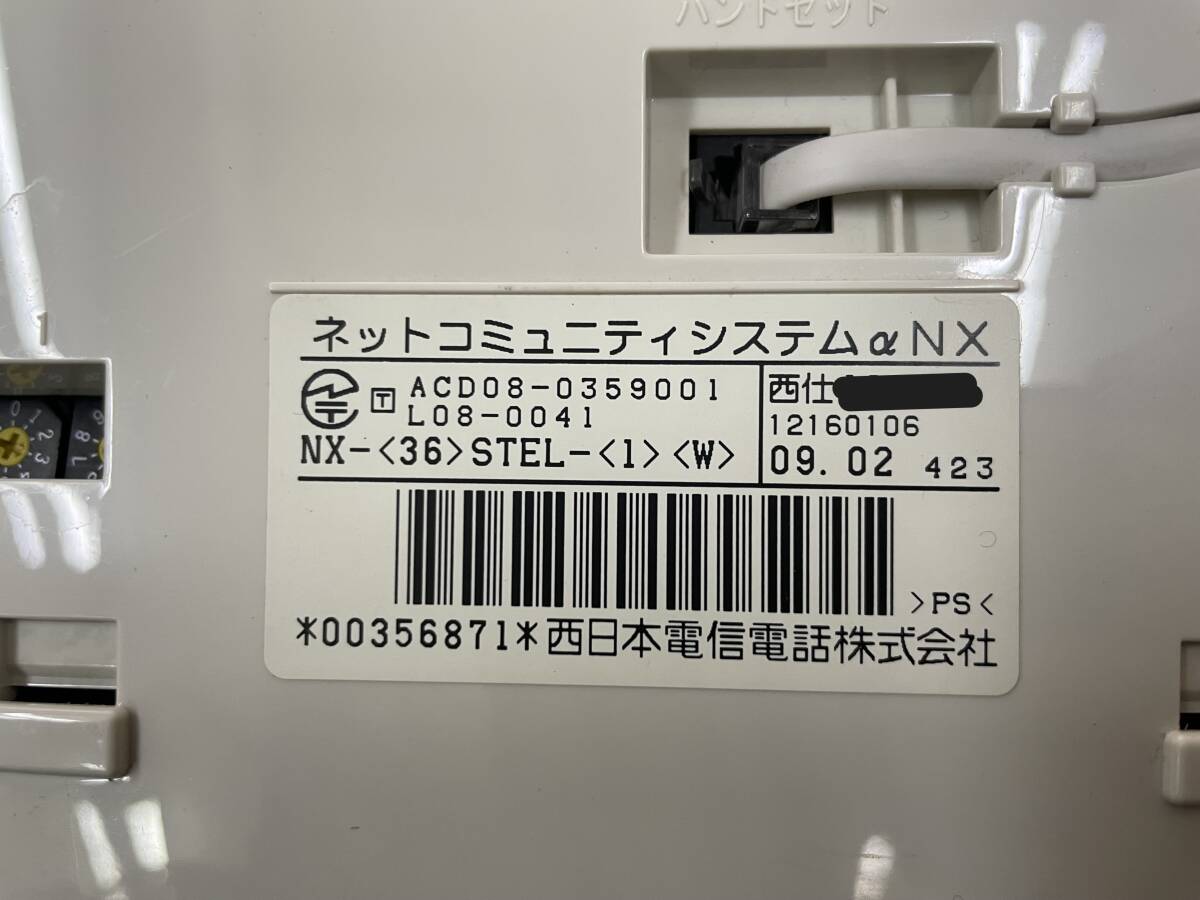 ハンドセット
ネットコミュニティシステムαNX
T ACD08-0359001
L08-0041
NX-<36>STEL-<1><W>
西仕
12160106
09.02 423
>PS<
*00356871*西日本電信電話株式会社